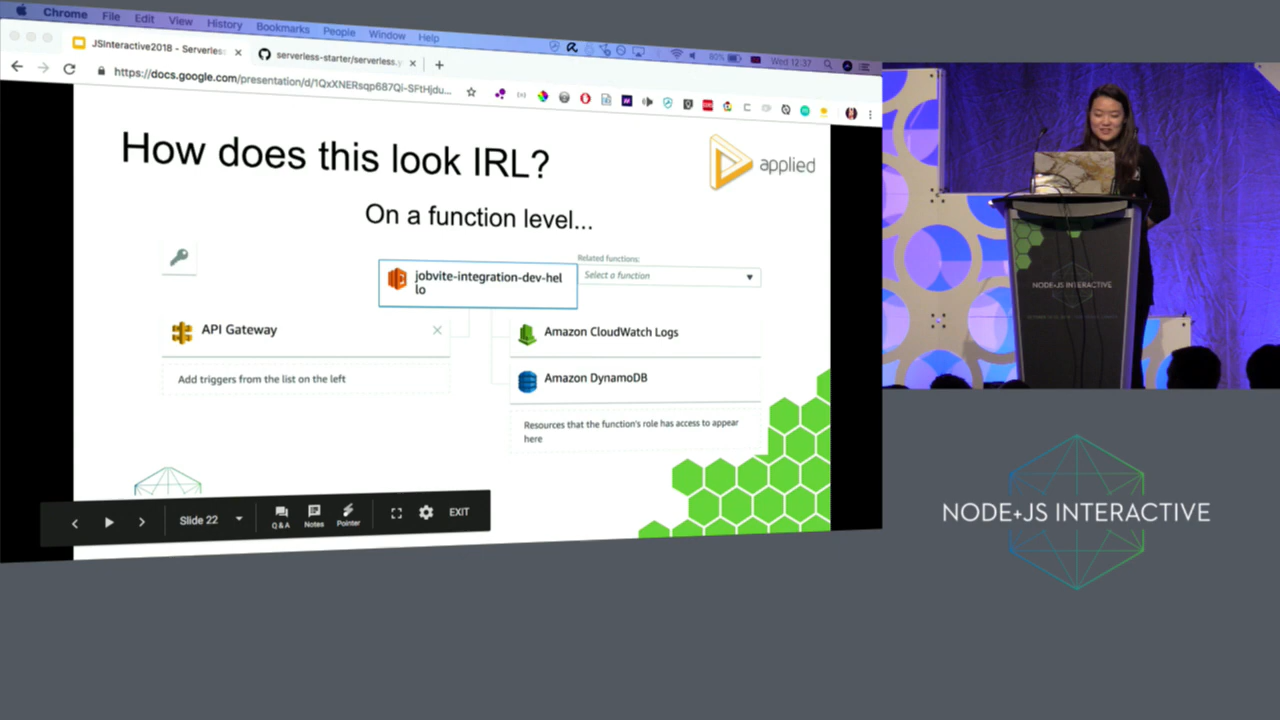 Chrome File Edit View History Bookmarks People Window Help
80% Wed 12:37
JSInteractive2018 - Serverless
serverless-starter/serverless.y
https://docs.google.com/presentation/d/1QxXNERsqp687Qi-SFtHjdu...
How does this look IRL?
applied
On a function level...
Related functions:
Select a function
jobvite-integration-dev-hel
lo
API Gateway
Amazon CloudWatch Logs
Add triggers from the list on the left
Amazon DynamoDB
Resources that the function's role has access to appear
here
Slide 22
Q & A
Notes
Pointer
EXIT
NODE+JS INTERACTIVE
NODE+JS INTERACTIVE